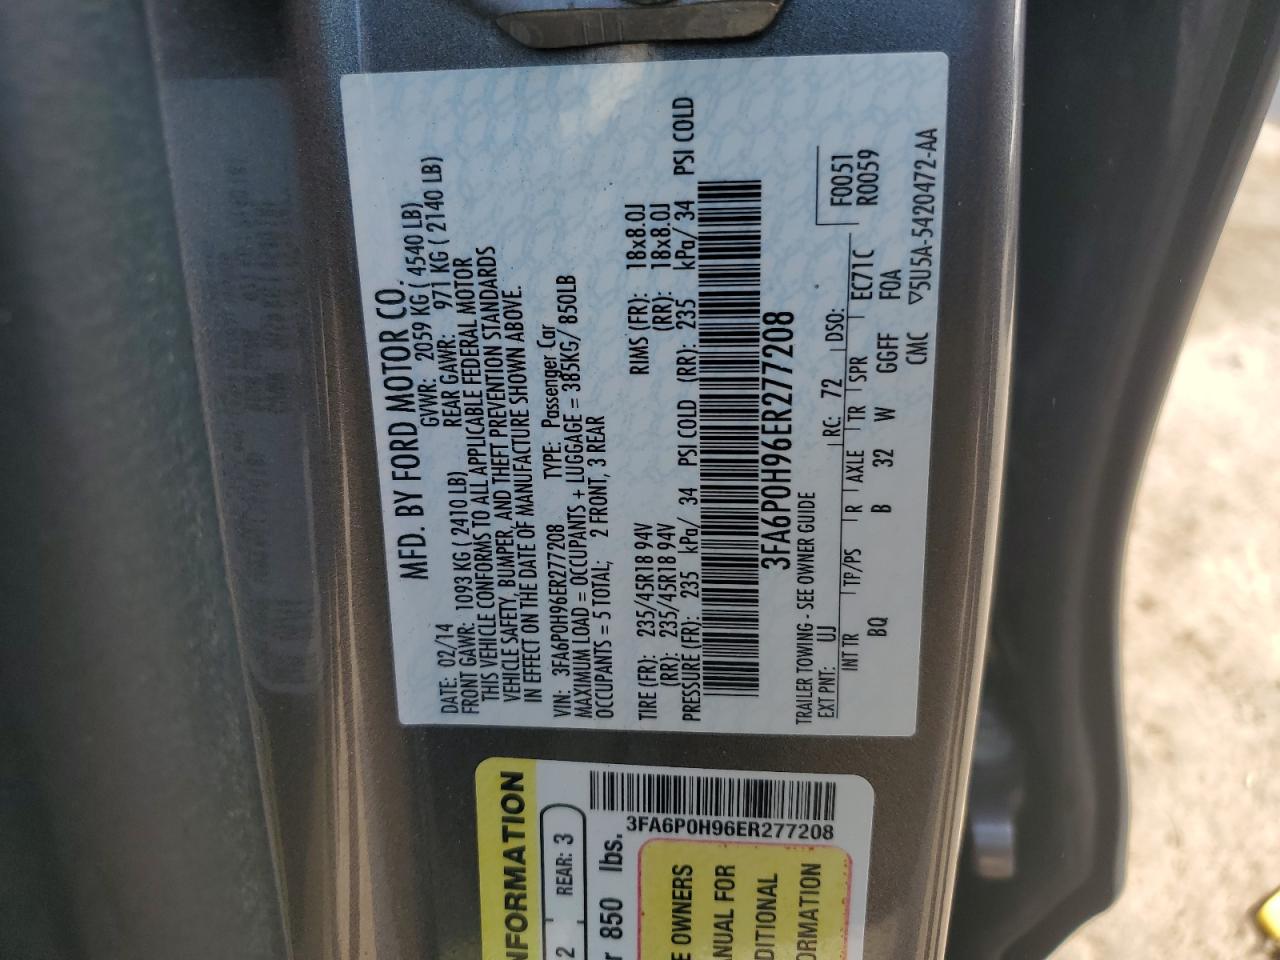 MFD. BY FORD MOTOR CO.
DATE: 02/14 GVWR: 2059 KG ( 4540 LB)
FRONT GAWR: 1093 KG ( 2410 LB) REAR GAWR: 971 KG ( 2140 LB)
THIS VEHICLE CONFORMS TO ALL APPLICABLE FEDERAL MOTOR
VEHICLE SAFETY, BUMPER, AND THEFT PREVENTION STANDARDS
IN EFFECT ON THE DATE OF MANUFACTURE SHOWN ABOVE.
VIN: 3FA6P0H96ER277208 TYPE: Passenger Car
MAXIMUM LOAD = OCCUPANTS + LUGGAGE = 385KG/ 850LB
OCCUPANTS = 5 TOTAL; 2 FRONT, 3 REAR
TIRE (FR): 235/45R18 94V RIMS (FR): 18x8.0J
(RR): 235/45R18 94V (RR): 18x8.0J
PRESSURE (FR): 235 kPa/ 34 PSI COLD (RR): 235 kPa/ 34 PSI COLD
3FA6P0H96ER277208
TRAILER TOWING - SEE OWNER GUIDE
EXT PNT: UJ RC: 72 DSO: F0051
R0059
INT TR TP/PS R AXLE TR SPR EC71C
BQ B 32 W GGFF FOA
CMC ▽5U5A-5420472-AA
NFORMATION
2 REAR: 3
r 850 lbs.
3FA6P0H96ER277208
E OWNERS
ANUAL FOR
DITIONAL
ORMATION